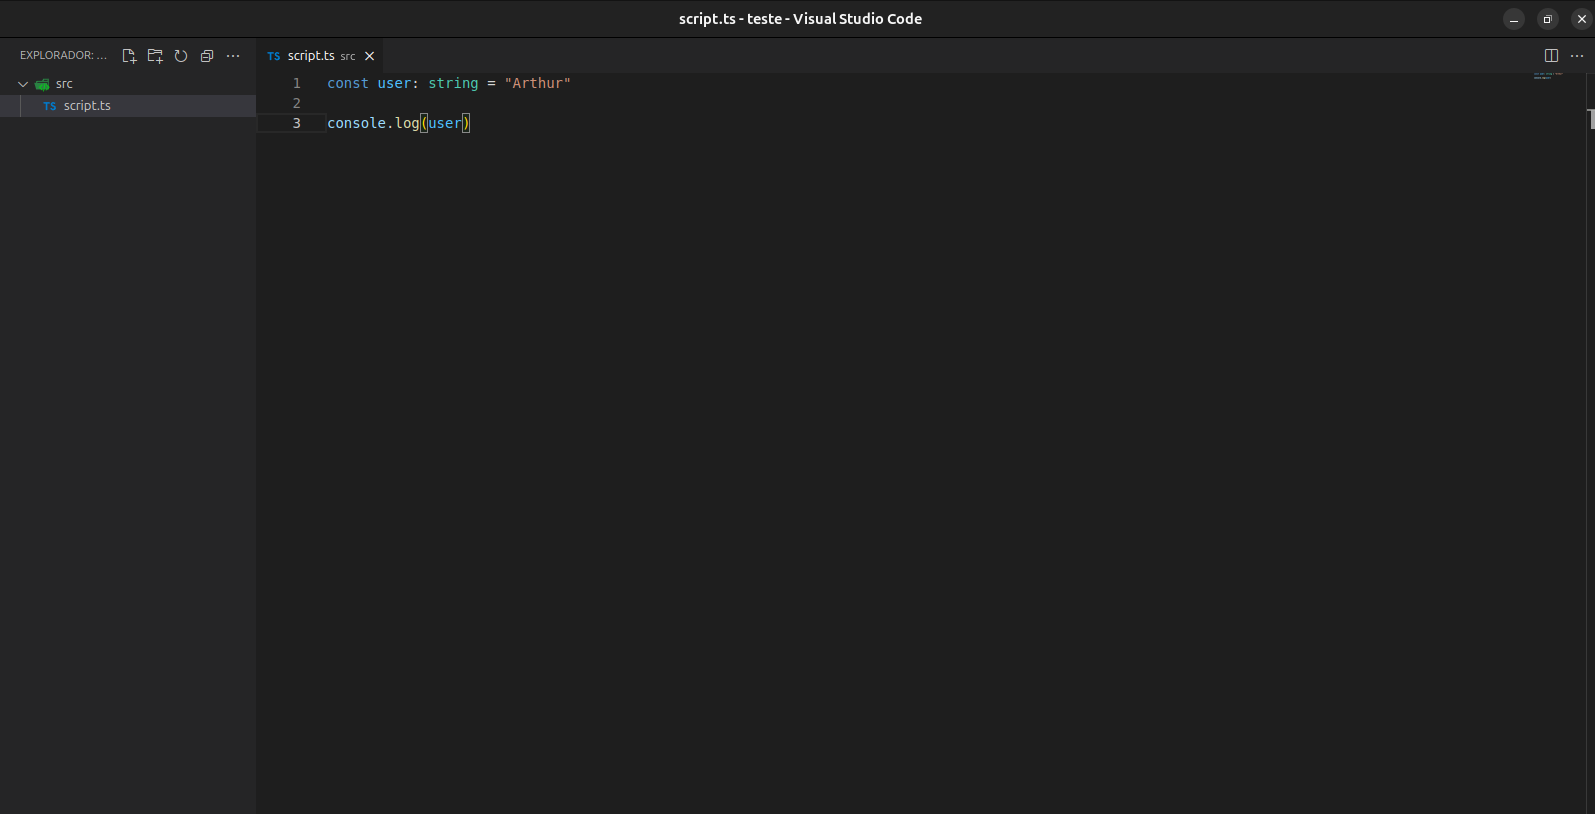 script.ts - teste - Visual Studio Code
EXPLORADOR: ...
src
TS script.ts
TS script.ts src
1 const user: string = "Arthur"
2
3 console.log(user)